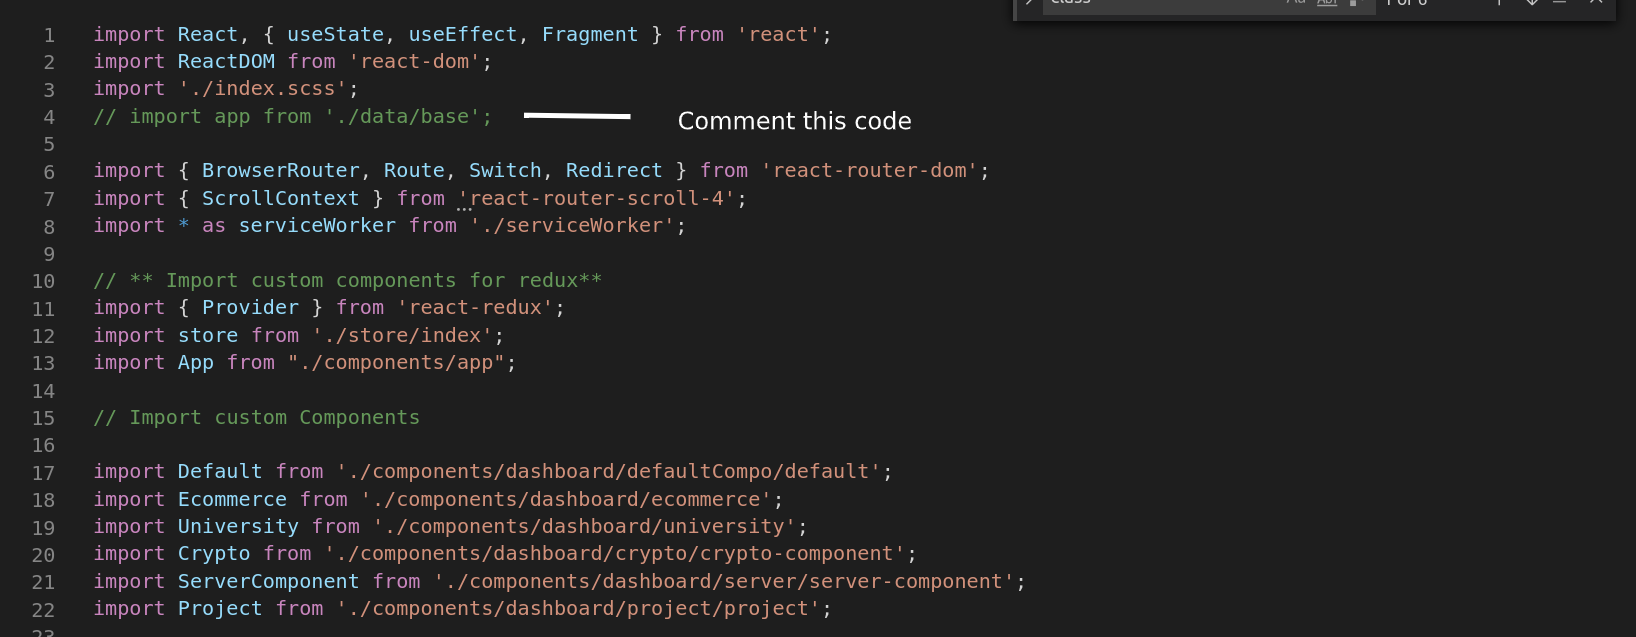 class Aa Abl 1 of 6
1 import React, { useState, useEffect, Fragment } from 'react';
2 import ReactDOM from 'react-dom';
3 import './index.scss';
4 // import app from './data/base'; Comment this code
5
6 import { BrowserRouter, Route, Switch, Redirect } from 'react-router-dom';
7 import { ScrollContext } from 'react-router-scroll-4';
8 import * as serviceWorker from './serviceWorker';
9
10 // ** Import custom components for redux**
11 import { Provider } from 'react-redux';
12 import store from './store/index';
13 import App from "./components/app";
14
15 // Import custom Components
16
17 import Default from './components/dashboard/defaultCompo/default';
18 import Ecommerce from './components/dashboard/ecommerce';
19 import University from './components/dashboard/university';
20 import Crypto from './components/dashboard/crypto/crypto-component';
21 import ServerComponent from './components/dashboard/server/server-component';
22 import Project from './components/dashboard/project/project';
23